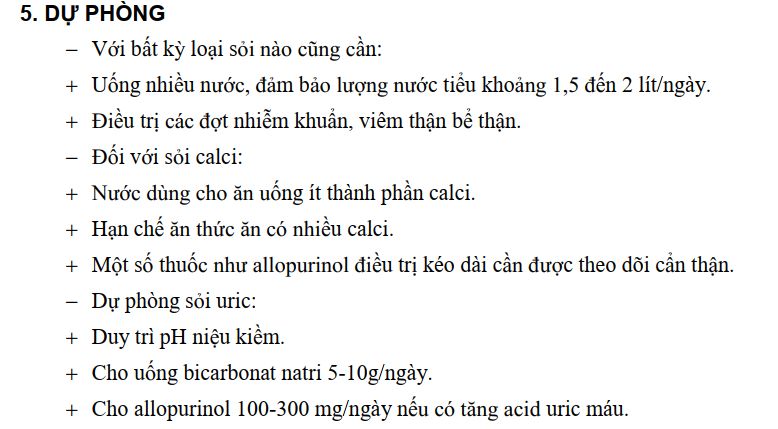 5. DỰ PHÒNG
− Với bất kỳ loại sỏi nào cũng cần:
+ Uống nhiều nước, đảm bảo lượng nước tiểu khoảng 1,5 đến 2 lít/ngày.
+ Điều trị các đợt nhiễm khuẩn, viêm thận bể thận.
− Đối với sỏi calci:
+ Nước dùng cho ăn uống ít thành phần calci.
+ Hạn chế ăn thức ăn có nhiều calci.
+ Một số thuốc như allopurinol điều trị kéo dài cần được theo dõi cẩn thận.
− Dự phòng sỏi uric:
+ Duy trì pH niệu kiềm.
+ Cho uống bicarbonat natri 5-10g/ngày.
+ Cho allopurinol 100-300 mg/ngày nếu có tăng acid uric máu.